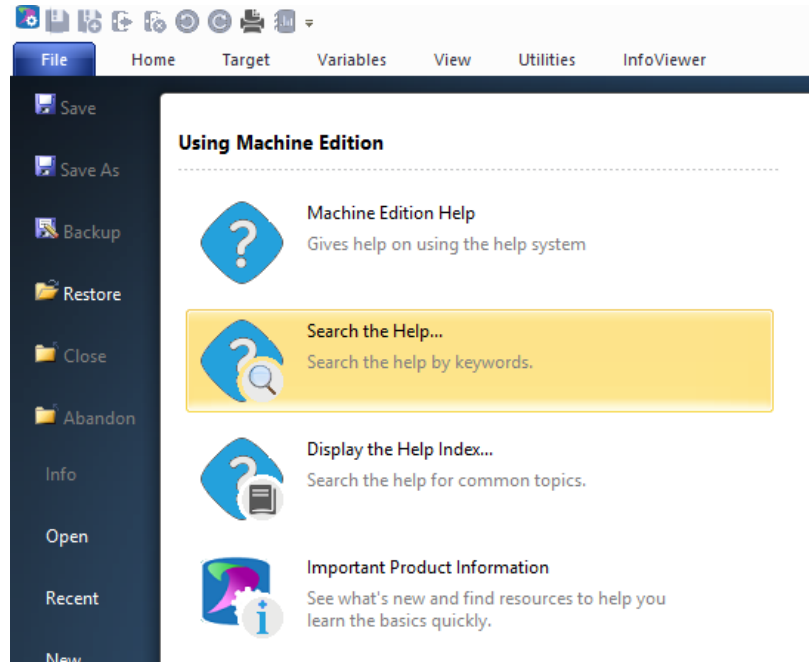 File Home Target Variables View Utilities InfoViewer
Save
Save As
Backup
Restore
Close
Abandon
Info
Open
Recent
New
Using Machine Edition
Machine Edition Help
Gives help on using the help system
Search the Help...
Search the help by keywords.
Display the Help Index...
Search the help for common topics.
Important Product Information
See what's new and find resources to help you
learn the basics quickly.